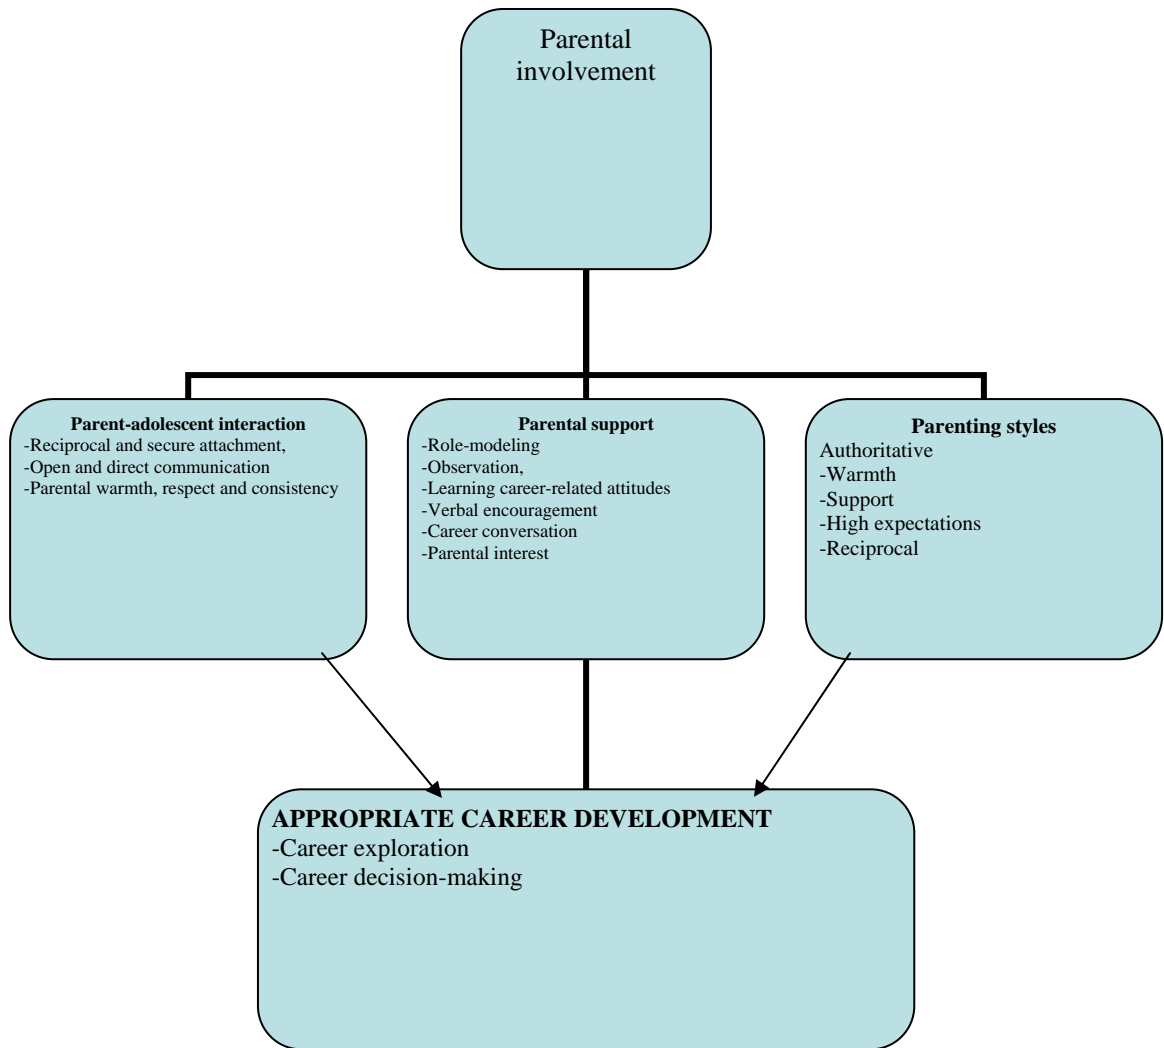 Parental
involvement
Parent-adolescent interaction
-Reciprocal and secure attachment,
-Open and direct communication
-Parental warmth, respect and consistency
Parental support
-Role-modeling
-Observation,
-Learning career-related attitudes
-Verbal encouragement
-Career conversation
-Parental interest
Parenting styles
Authoritative
-Warmth
-Support
-High expectations
-Reciprocal
APPROPRIATE CAREER DEVELOPMENT
-Career exploration
-Career decision-making